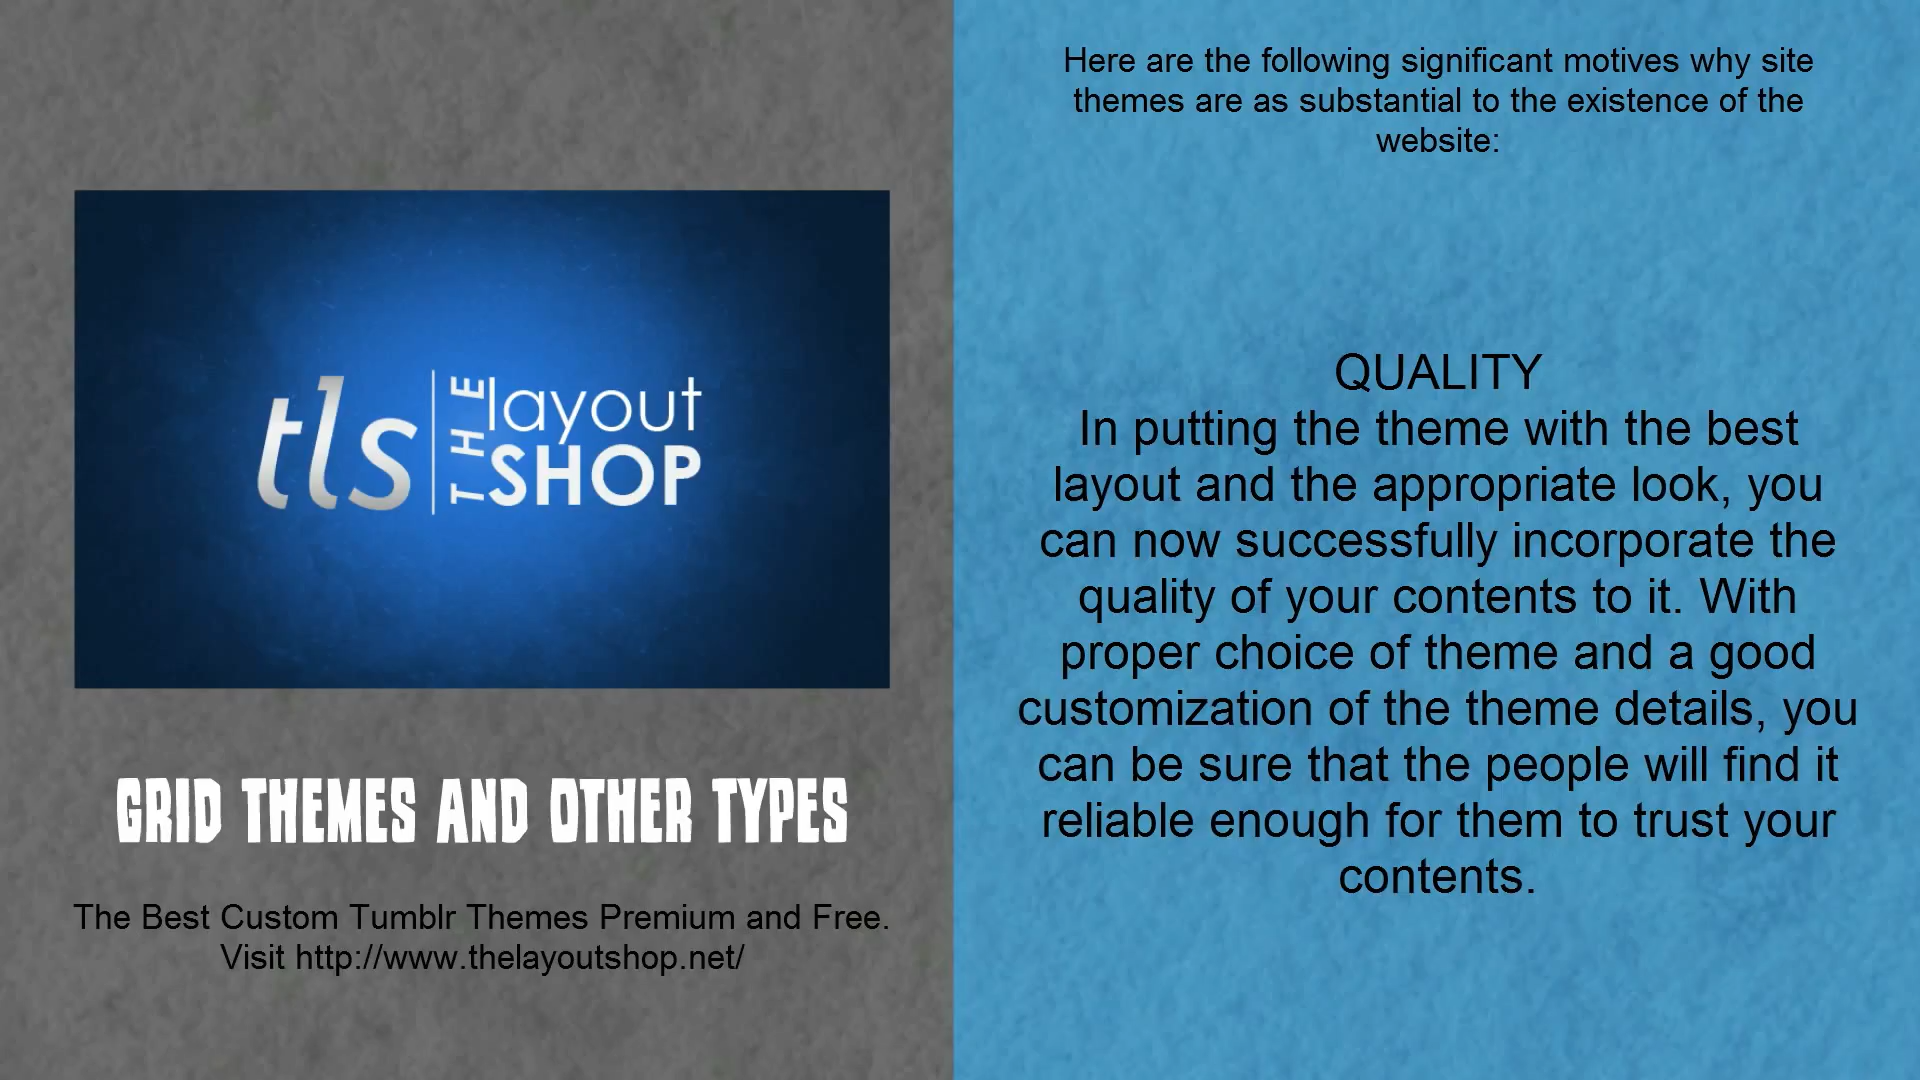 tls THE layout
SHOP
GRID THEMES AND OTHER TYPES
The Best Custom Tumblr Themes Premium and Free.
Visit http://www.thelayoutshop.net/
Here are the following significant motives why site
themes are as substantial to the existence of the
website:
QUALITY
In putting the theme with the best
layout and the appropriate look, you
can now successfully incorporate the
quality of your contents to it. With
proper choice of theme and a good
customization of the theme details, you
can be sure that the people will find it
reliable enough for them to trust your
contents.